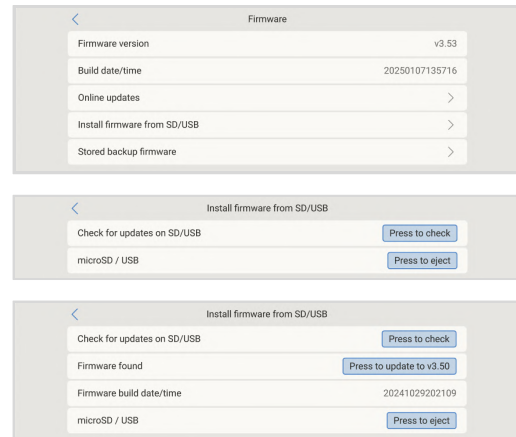 Firmware
Firmware version v3.53
Build date/time 20250107135716
Online updates
Install firmware from SD/USB
Stored backup firmware
Install firmware from SD/USB
Check for updates on SD/USB Press to check
microSD / USB Press to eject
Install firmware from SD/USB
Check for updates on SD/USB Press to check
Firmware found Press to update to v3.50
Firmware build date/time 20241029202109
microSD / USB Press to eject